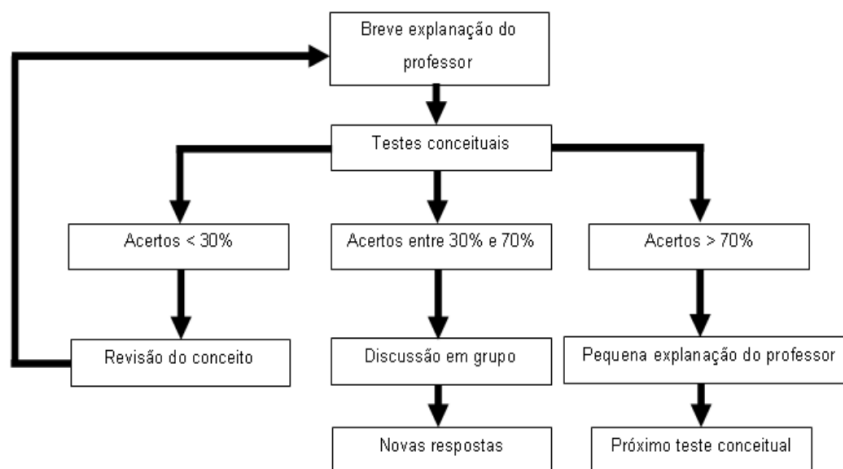 Breve explanação do
professor
Testes conceituais
Acertos < 30%
Acertos entre 30% e 70%
Acertos > 70%
Revisão do conceito
Discussão em grupo
Pequena explanação do professor
Novas respostas
Próximo teste conceitual